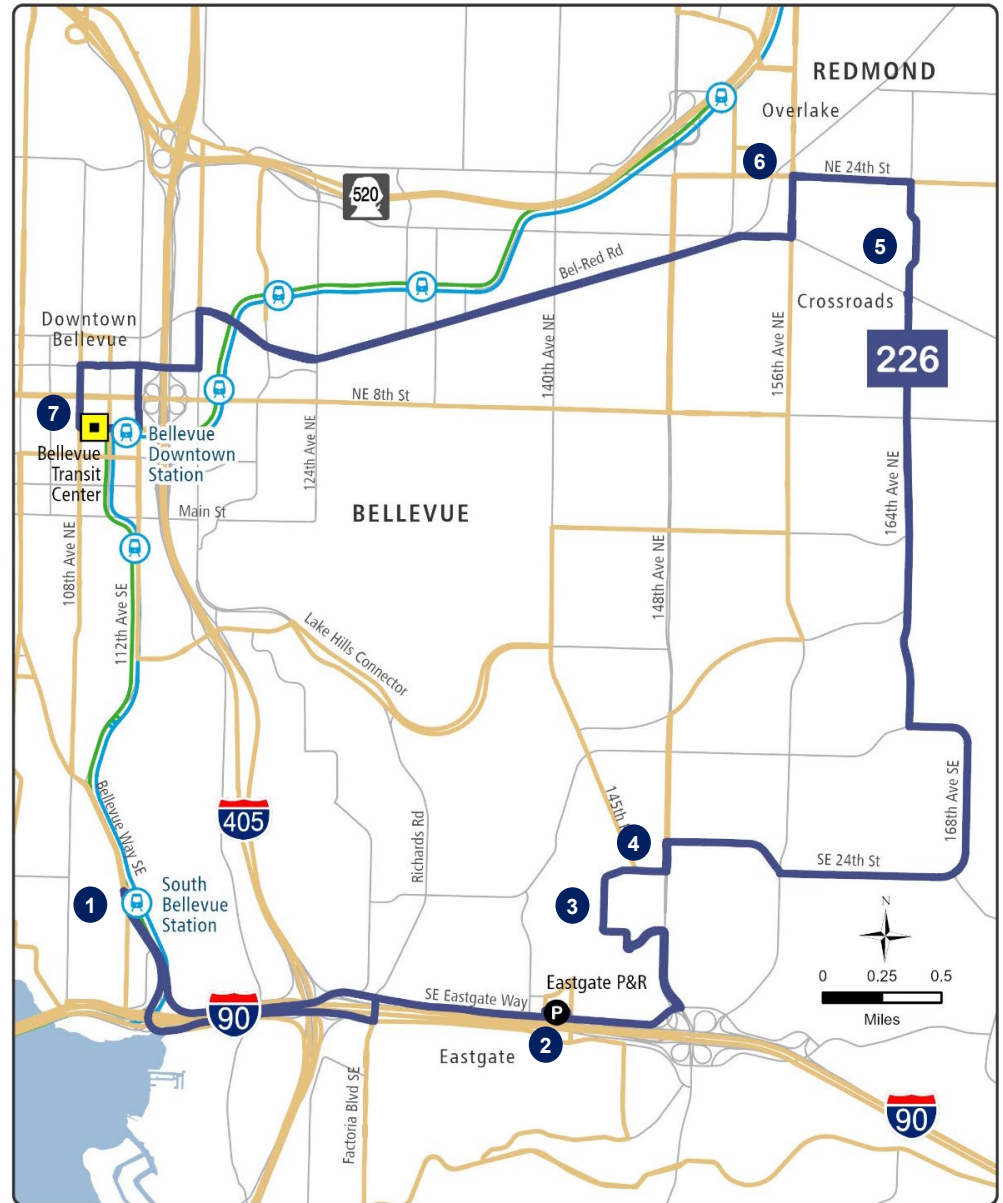 REDMOND
Overlake
6
NE 24th St
520
5
Bel-Red Rd
Crossroads
Downtown
Bellevue
226
140th Ave NE
156th Ave NE
NE 8th St
7
Bellevue
Downtown
Station
Bellevue
Transit
Center
124th Ave NE
164th Ave NE
Main St
BELLEVUE
108th Ave NE
112th Ave SE
148th Ave NE
Lake Hills Connector
Bellevue Way SE
405
Richards Rd
145th
4
168th Ave SE
SE 24th St
South
Bellevue
Station
1
3
N
0 0.25 0.5
Miles
Eastgate P&R
SE Eastgate Way
P
90
2
Eastgate
Factoria Blvd SE
90